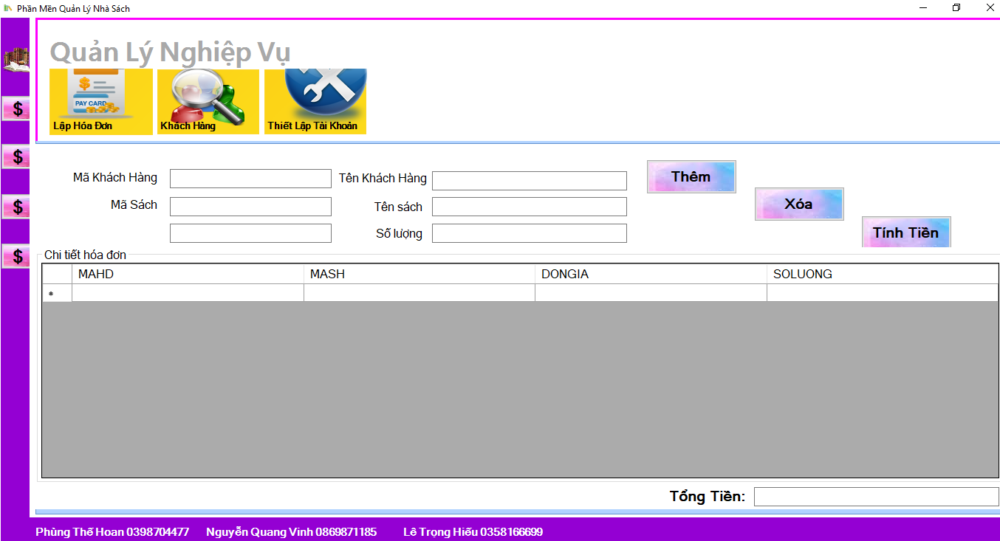 Phần Mền Quản Lý Nhà Sách
Quản Lý Nghiệp Vụ
$
PAY CARD
Lập Hóa Đơn
Khách Hàng
Thiết Lập Tài Khoản
$
$
$
$
Mã Khách Hàng
Tên Khách Hàng
Thêm
Mã Sách
Tên sách
Xóa
Số lượng
Tính Tiền
Chi tiết hóa đơn
MAHD MASH DONGIA SOLUONG
*
Tổng Tiền:
Phùng Thế Hoan 0398704477 Nguyễn Quang Vinh 0869871185 Lê Trọng Hiếu 0358166699